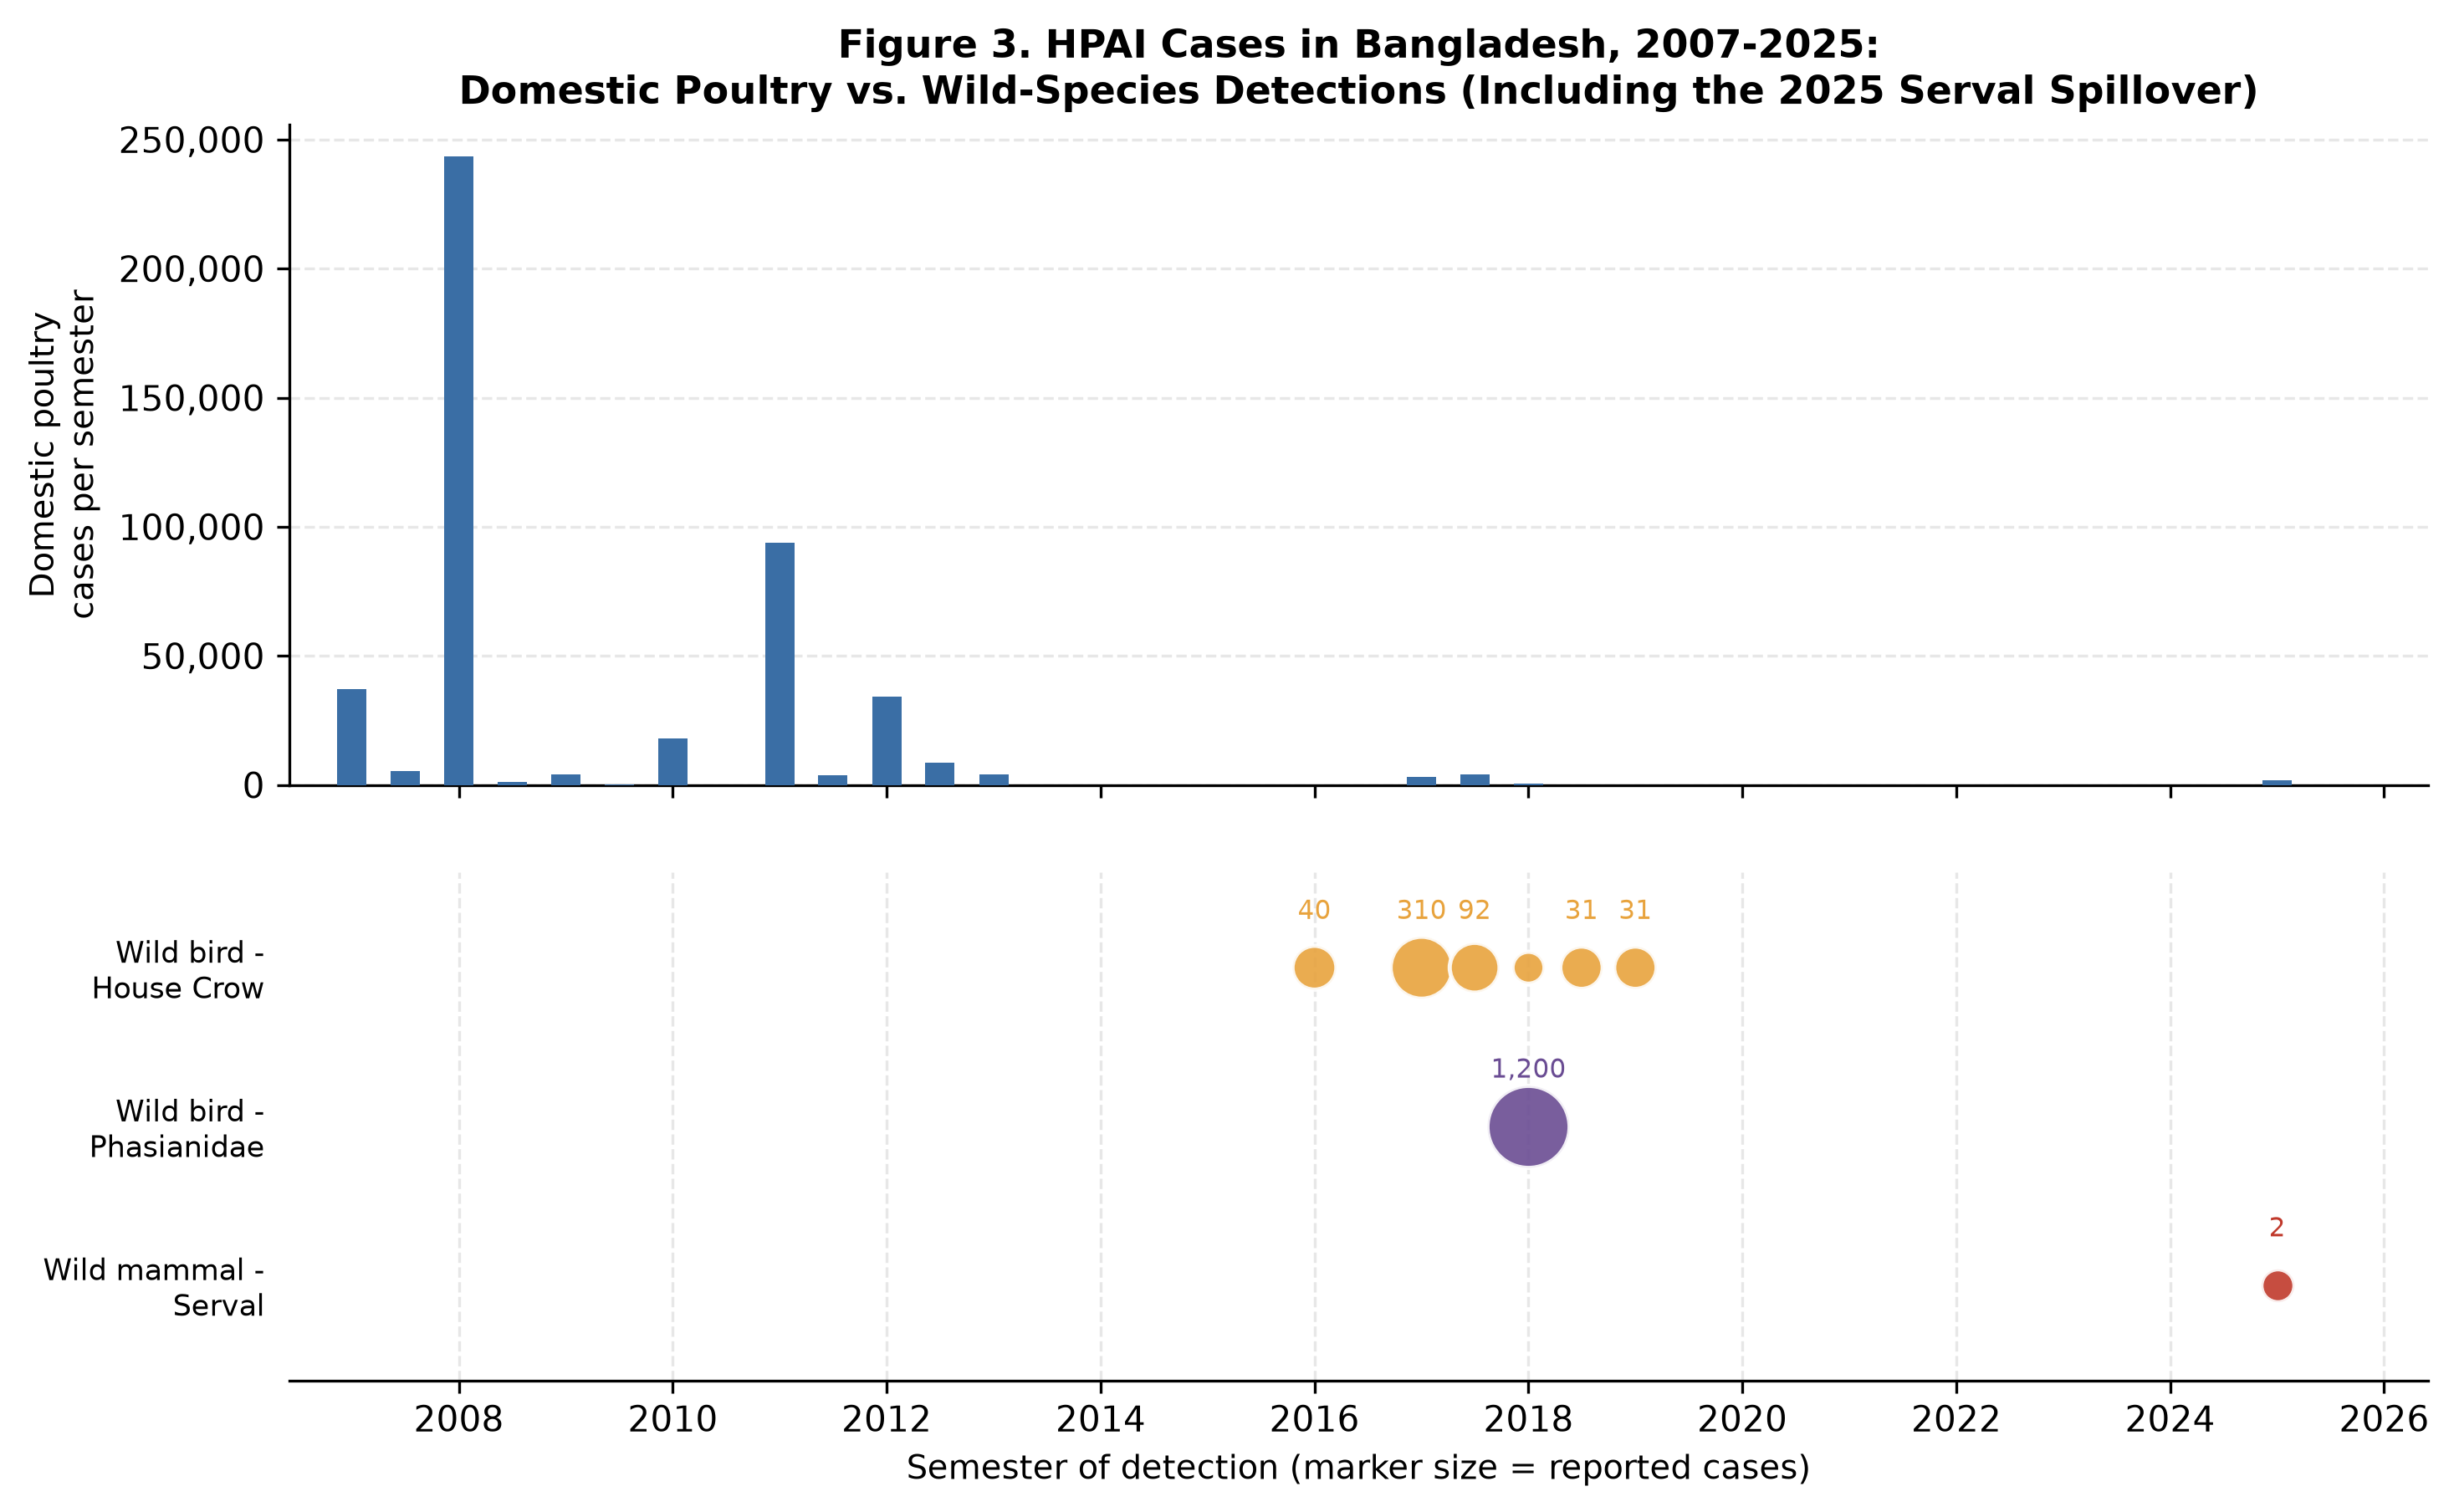 Figure 3. HPAI Cases in Bangladesh, 2007-2025:
Domestic Poultry vs. Wild-Species Detections (Including the 2025 Serval Spillover)
Domestic poultry
cases per semester
250,000
200,000
150,000
100,000
50,000
0
40 310 92 31 31
Wild bird -
House Crow
1,200
Wild bird -
Phasianidae
2
Wild mammal -
Serval
2008 2010 2012 2014 2016 2018 2020 2022 2024 2026
Semester of detection (marker size = reported cases)